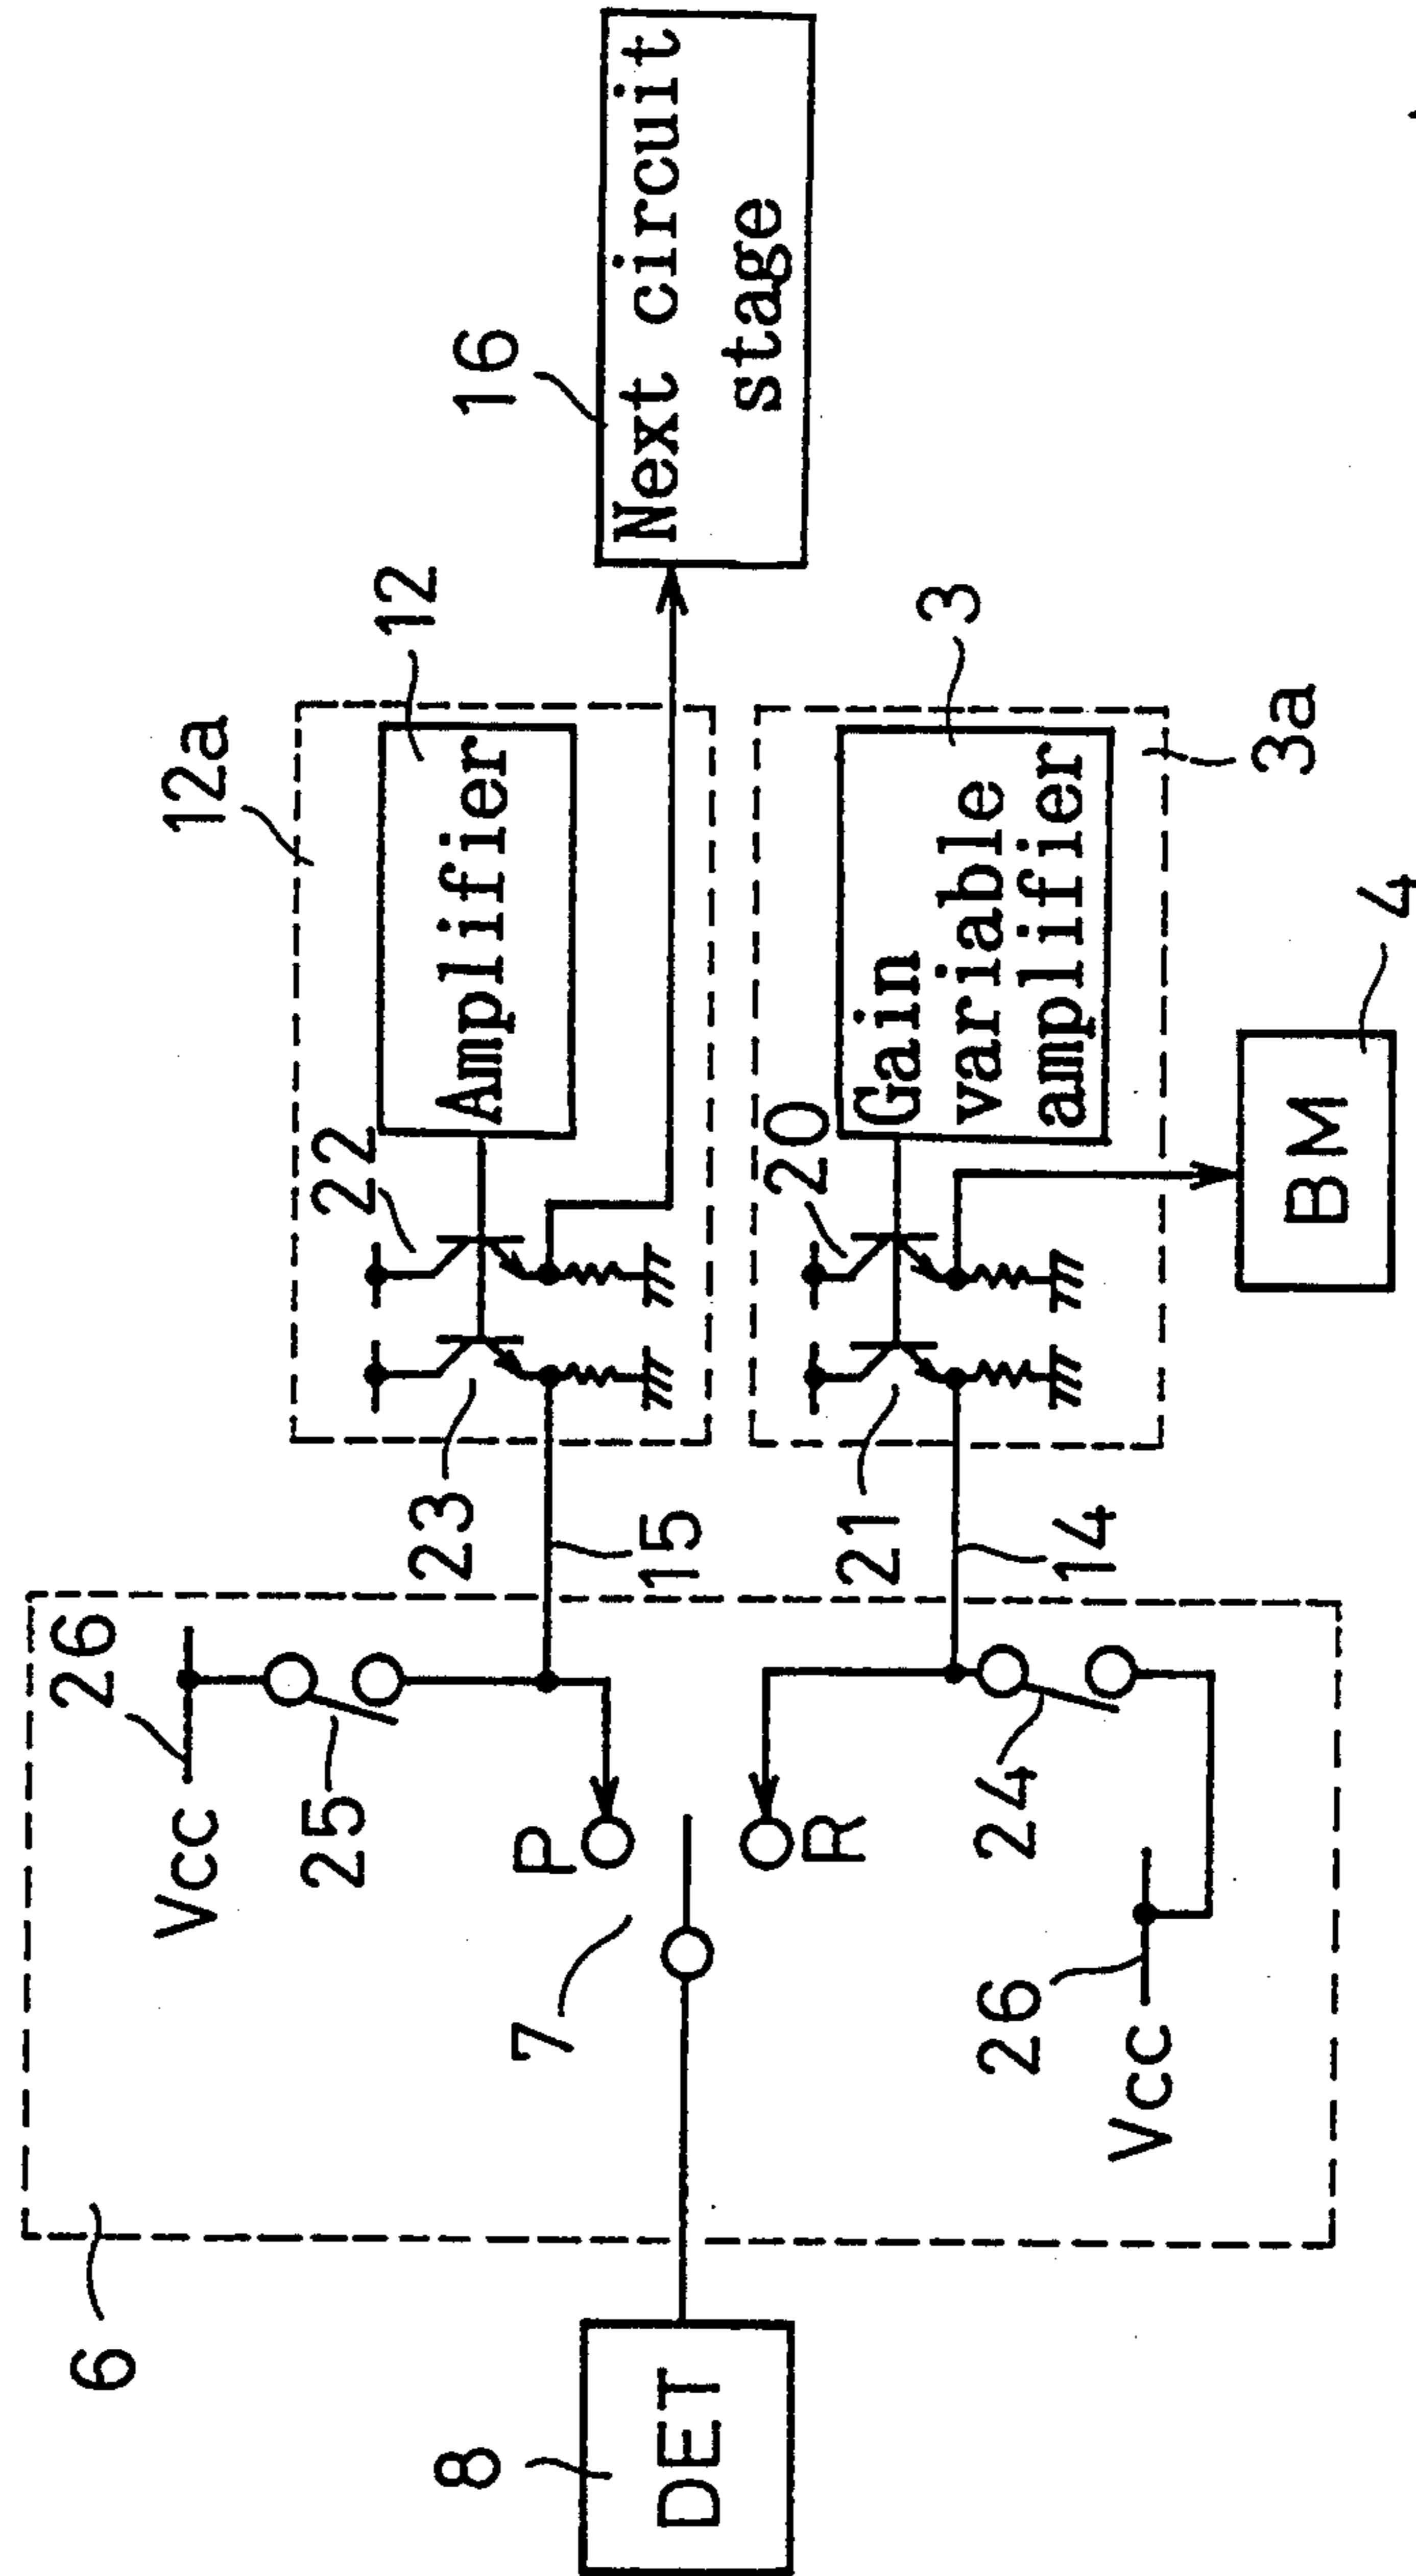 6
26
Vcc
25
P
7
R
24
26
Vcc
8
DET
12a
12
Amplifier
22
23
15
16
Next circuit
stage
3
Gain
variable
amplifier
3a
20
21
14
BM
4